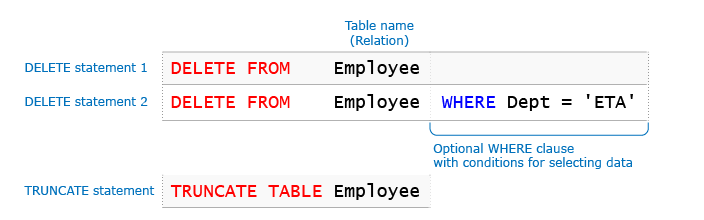 Table name
(Relation)
DELETE statement 1 DELETE FROM Employee
DELETE statement 2 DELETE FROM Employee WHERE Dept = 'ETA'
Optional WHERE clause
with conditions for selecting data
TRUNCATE statement TRUNCATE TABLE Employee